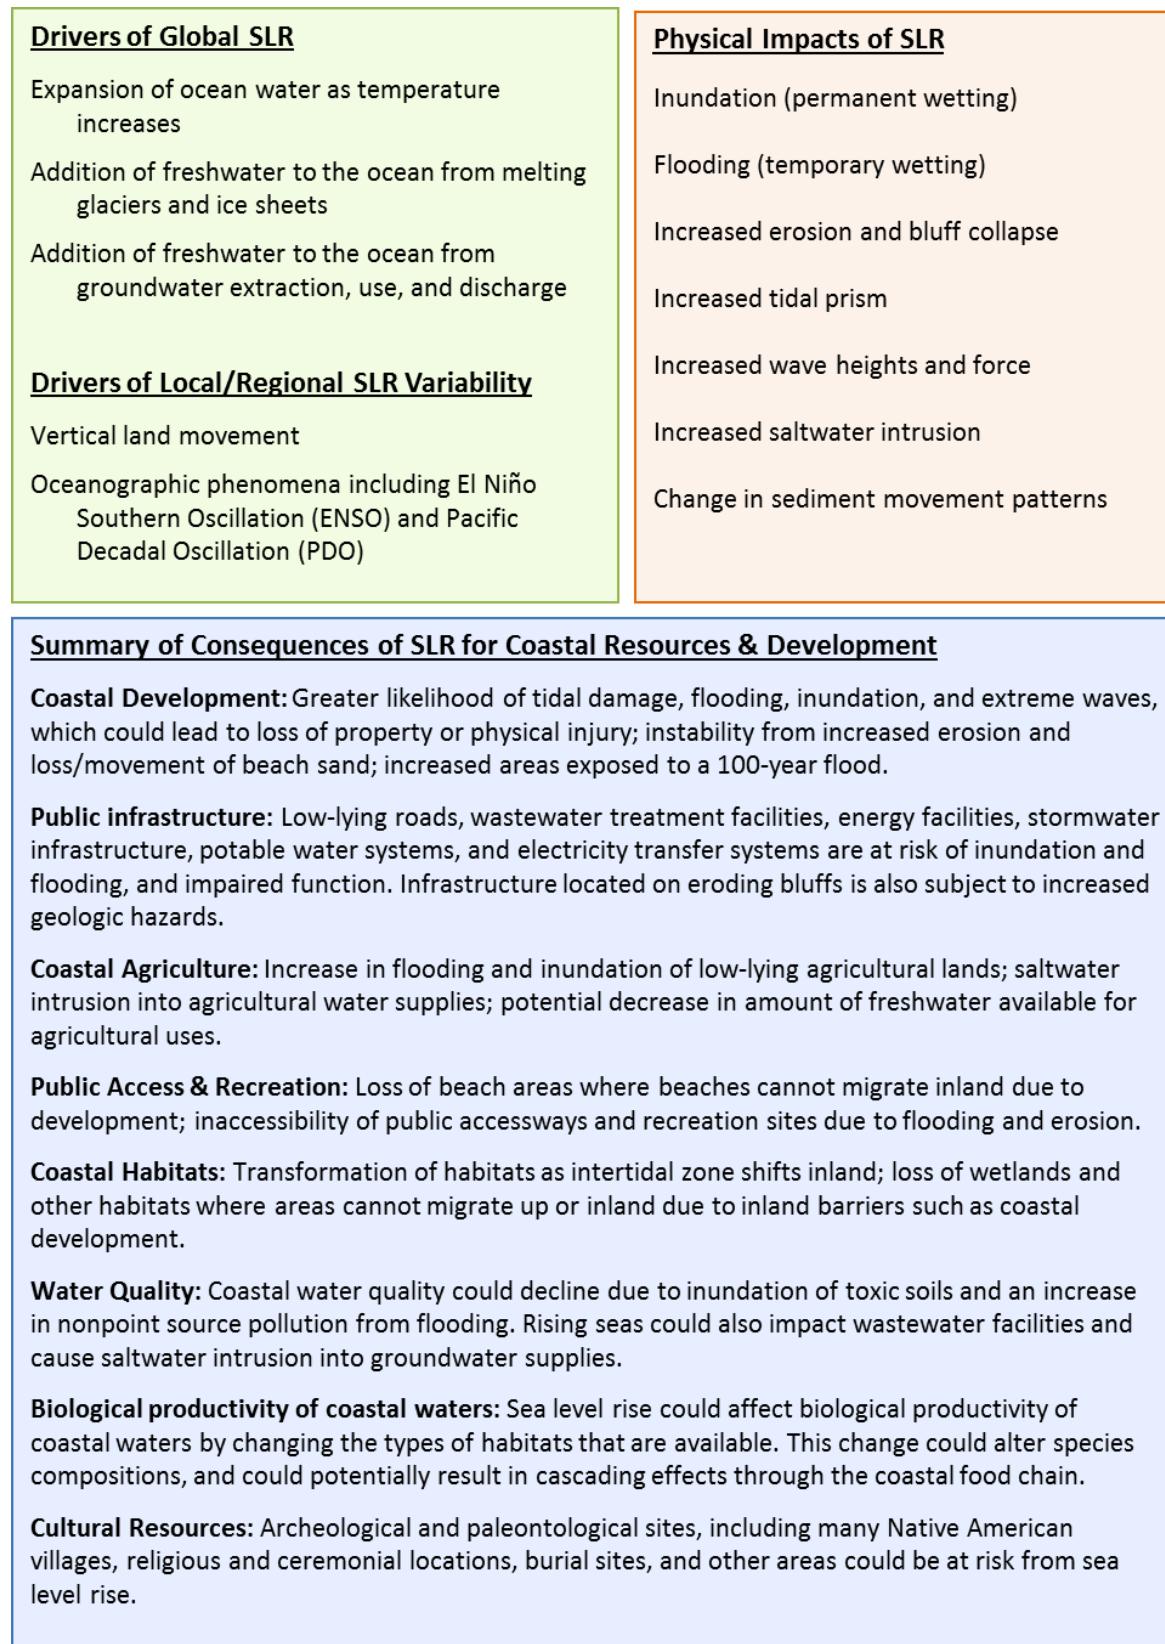 Drivers of Global SLR
Expansion of ocean water as temperature
increases
Addition of freshwater to the ocean from melting
glaciers and ice sheets
Addition of freshwater to the ocean from
groundwater extraction, use, and discharge
Drivers of Local/Regional SLR Variability
Vertical land movement
Oceanographic phenomena including El Niño
Southern Oscillation (ENSO) and Pacific
Decadal Oscillation (PDO)
Physical Impacts of SLR
Inundation (permanent wetting)
Flooding (temporary wetting)
Increased erosion and bluff collapse
Increased tidal prism
Increased wave heights and force
Increased saltwater intrusion
Change in sediment movement patterns
Summary of Consequences of SLR for Coastal Resources & Development
Coastal Development: Greater likelihood of tidal damage, flooding, inundation, and extreme waves,
which could lead to loss of property or physical injury; instability from increased erosion and
loss/movement of beach sand; increased areas exposed to a 100-year flood.
Public infrastructure: Low-lying roads, wastewater treatment facilities, energy facilities, stormwater
infrastructure, potable water systems, and electricity transfer systems are at risk of inundation and
flooding, and impaired function. Infrastructure located on eroding bluffs is also subject to increased
geologic hazards.
Coastal Agriculture: Increase in flooding and inundation of low-lying agricultural lands; saltwater
intrusion into agricultural water supplies; potential decrease in amount of freshwater available for
agricultural uses.
Public Access & Recreation: Loss of beach areas where beaches cannot migrate inland due to
development; inaccessibility of public accessways and recreation sites due to flooding and erosion.
Coastal Habitats: Transformation of habitats as intertidal zone shifts inland; loss of wetlands and
other habitats where areas cannot migrate up or inland due to inland barriers such as coastal
development.
Water Quality: Coastal water quality could decline due to inundation of toxic soils and an increase
in nonpoint source pollution from flooding. Rising seas could also impact wastewater facilities and
cause saltwater intrusion into groundwater supplies.
Biological productivity of coastal waters: Sea level rise could affect biological productivity of
coastal waters by changing the types of habitats that are available. This change could alter species
compositions, and could potentially result in cascading effects through the coastal food chain.
Cultural Resources: Archeological and paleontological sites, including many Native American
villages, religious and ceremonial locations, burial sites, and other areas could be at risk from sea
level rise.